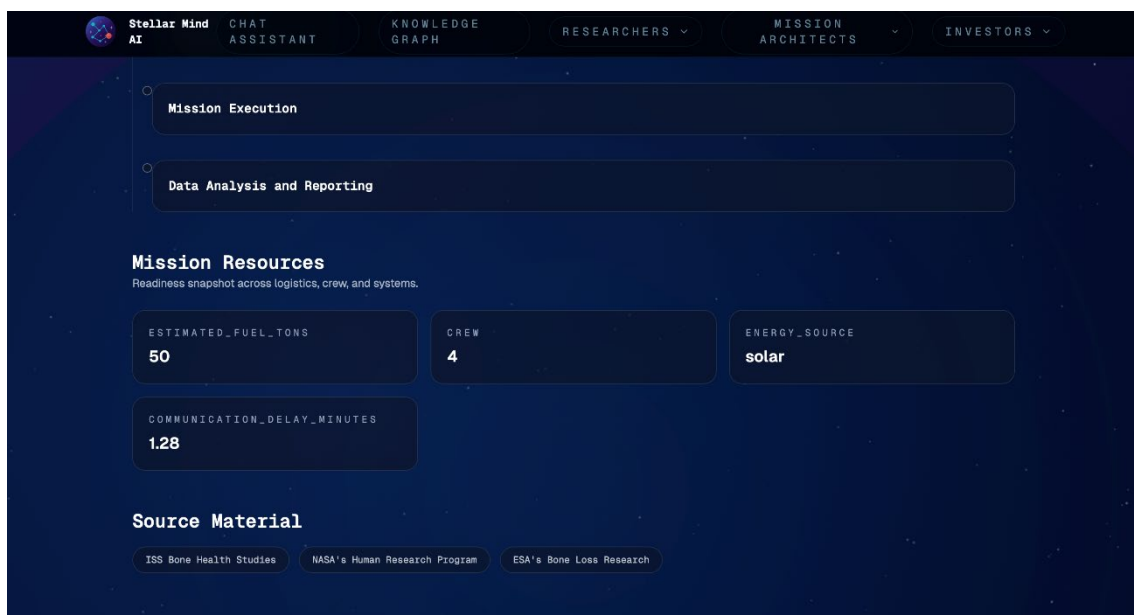 Stellar Mind AI
CHAT ASSISTANT
KNOWLEDGE GRAPH
RESEARCHERS
MISSION ARCHITECTS
INVESTORS
Mission Execution
Data Analysis and Reporting
Mission Resources
Readiness snapshot across logistics, crew, and systems.
ESTIMATED_FUEL_TONS
50
CREW
4
ENERGY_SOURCE
solar
COMMUNICATION_DELAY_MINUTES
1.28
Source Material
ISS Bone Health Studies
NASA's Human Research Program
ESA's Bone Loss Research